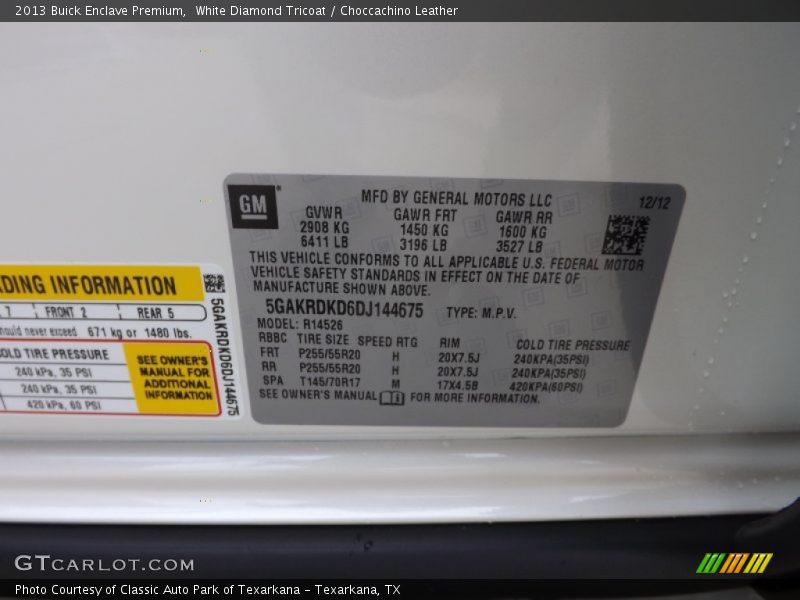 2013 Buick Enclave Premium,  White Diamond Tricoat / Choccachino Leather
GM
MFD BY GENERAL MOTORS LLC
12/12
GVWR GAWR FRT GAWR RR
2908 KG 1450 KG 1600 KG
6411 LB 3196 LB 3527 LB
THIS VEHICLE CONFORMS TO ALL APPLICABLE U.S. FEDERAL MOTOR
VEHICLE SAFETY STANDARDS IN EFFECT ON THE DATE OF
MANUFACTURE SHOWN ABOVE.
5GAKRDKD6DJ144675 TYPE: M.P.V.
MODEL: R14526
RBBC TIRE SIZE SPEED RTG RIM COLD TIRE PRESSURE
FRT P255/55R20 H 20X7.5J 240KPA(35PSI)
RR P255/55R20 H 20X7.5J 240KPA(35PSI)
SPA T145/70R17 M 17X4.5B 420KPA(60PSI)
SEE OWNER'S MANUAL FOR MORE INFORMATION.
DING INFORMATION
7 FRONT 2 REAR 5
should never exceed 671 kg or 1480 lbs.
COLD TIRE PRESSURE
240 kPa, 35 PSI
240 kPa, 35 PSI
420 kPa, 60 PSI
SEE OWNER'S
MANUAL FOR
ADDITIONAL
INFORMATION
5GAKRDKD6DJ144675
GTCARLOT.COM
Photo Courtesy of Classic Auto Park of Texarkana - Texarkana, TX